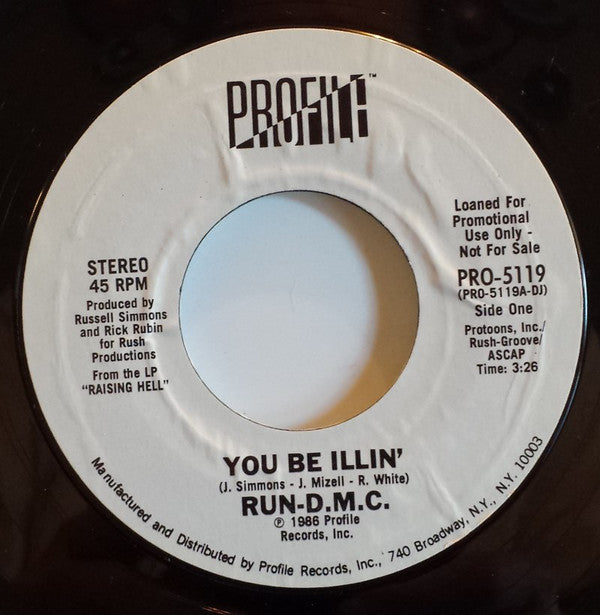 PROFILE™
Loaned For
Promotional
Use Only -
Not For Sale
PRO-5119
(PRO-5119A-DJ)
Side One
Protoons, Inc./
Rush-Groove/
ASCAP
Time: 3:26
STEREO
45 RPM
Produced by
Russell Simmons
and Rick Rubin
for Rush
Productions
From the LP
"RAISING HELL"
YOU BE ILLIN'
(J. Simmons - J. Mizell - R. White)
RUN-D.M.C.
℗ 1986 Profile
Records, Inc.
Manufactured and Distributed by Profile Records, Inc., 740 Broadway, N.Y., N.Y. 10003